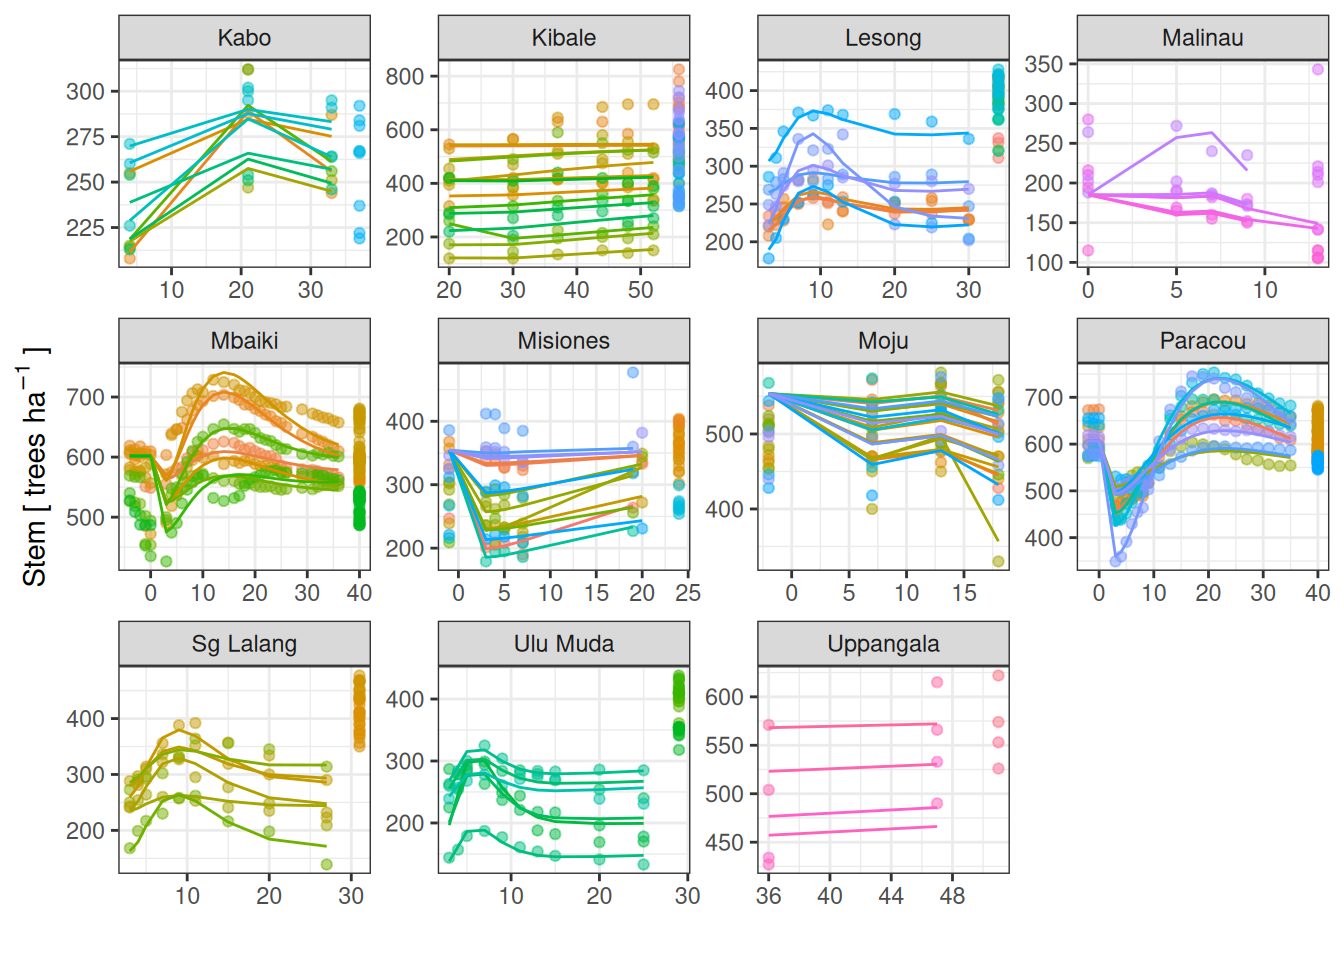 Kabo Kibale Lesong Malinau
300 275 250 225
800 600 400 200
400 350 300 250 200
350 300 250 200 150 100
10 20 30 20 30 40 50 10 20 30 0 5 10
Mbaiki Misiones Moju Paracou
700 600 500
400 300 200
500 400
700 600 500 400
0 10 20 30 40 0 5 10 15 20 25 0 5 10 15 0 10 20 30 40
Stem [ trees ha⁻¹ ]
Sg Lalang Ulu Muda Uppangala
400 300 200
400 300 200
600 550 500 450
10 20 30 10 20 30 36 40 44 48